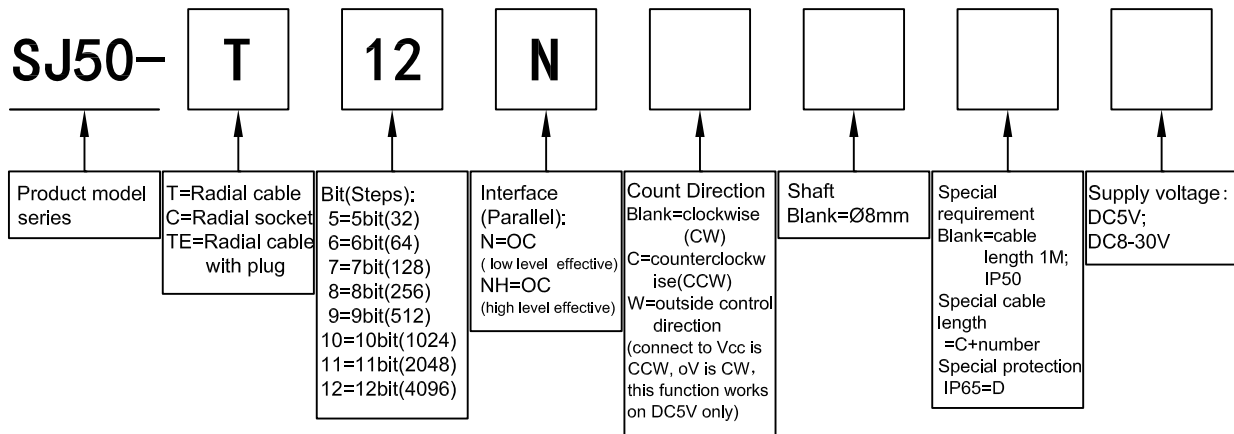 SJ50- T 12 N
Product model
series
T=Radial cable
C=Radial socket
TE=Radial cable
with plug
Bit(Steps):
5=5bit(32)
6=6bit(64)
7=7bit(128)
8=8bit(256)
9=9bit(512)
10=10bit(1024)
11=11bit(2048)
12=12bit(4096)
Interface
(Parallel):
N=OC
( low level effective)
NH=OC
(high level effective)
Count Direction
Blank=clockwise
(CW)
C=counterclockw
ise(CCW)
W=outside control
direction
(connect to Vcc is
CCW, oV is CW,
this function works
on DC5V only)
Shaft
Blank=Ø8mm
Special
requirement
Blank=cable
length 1M;
IP50
Special cable
length
=C+number
Special protection
IP65=D
Supply voltage:
DC5V;
DC8-30V